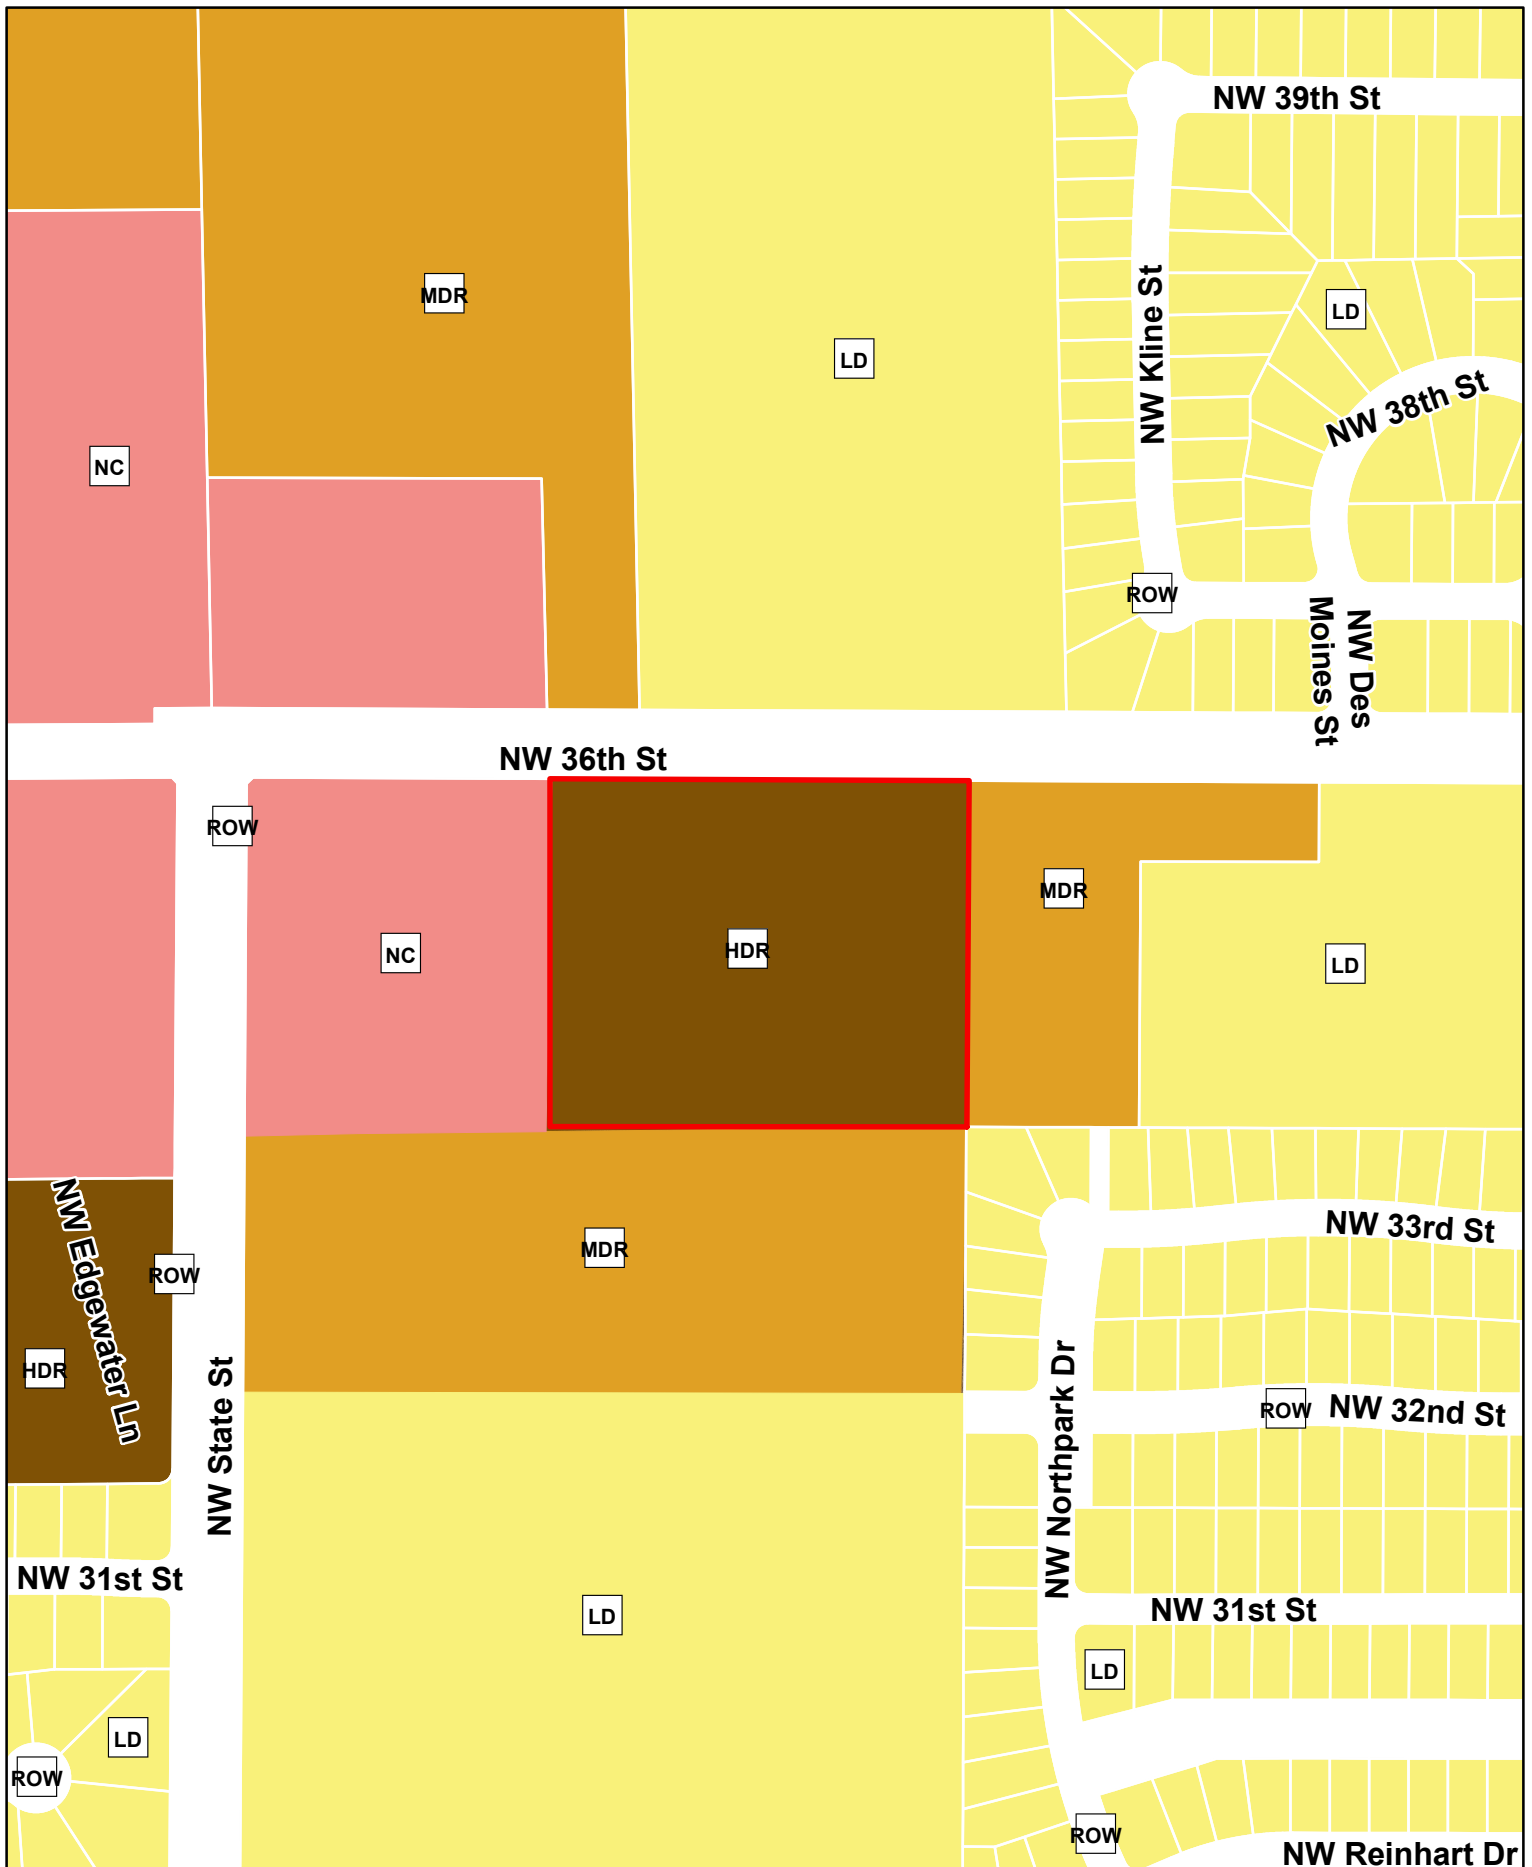 NW 39th St
MDR
LD
LD
NW Kline St
NW 38th St
NC
ROW
NW Des
Moines St
NW 36th St
ROW
MDR
NC
HDR
LD
NW Edgewater Ln
NW 33rd St
MDR
ROW
HDR
NW State St
NW Northpark Dr
ROW
NW 32nd St
NW 31st St
LD
NW 31st St
LD
LD
ROW
ROW
NW Reinhart Dr